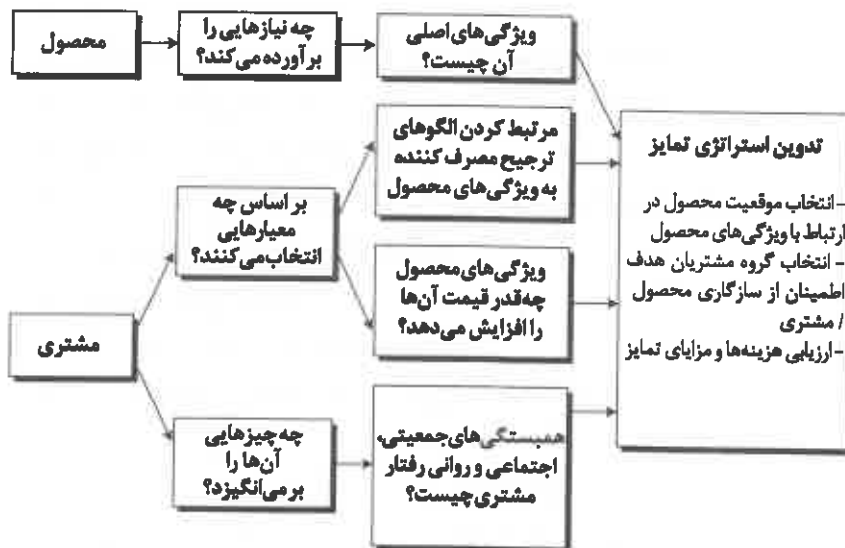 محصول
چه نیازهایی را
برآورده می‌کند؟
ویژگی‌های اصلی
آن چیست؟
مشتری
بر اساس چه
معیارهایی
انتخاب می‌کنند؟
مرتبط کردن الگوهای
ترجیح مصرف کننده
به ویژگی‌های محصول
ویژگی‌های محصول
چه‌قدر قیمت آن‌ها
را افزایش می‌دهد؟
چه چیزهایی
آن‌ها را
بر می‌انگیزد؟
همبستگی‌های جمعیتی،
اجتماعی و روانی رفتار
مشتری چیست؟
تدوین استراتژی تمایز
- انتخاب موقعیت محصول در
ارتباط با ویژگی‌های محصول
- انتخاب گروه مشتریان هدف
اطمینان از سازگاری محصول
/ مشتری
- ارزیابی هزینه‌ها و مزایای تمایز